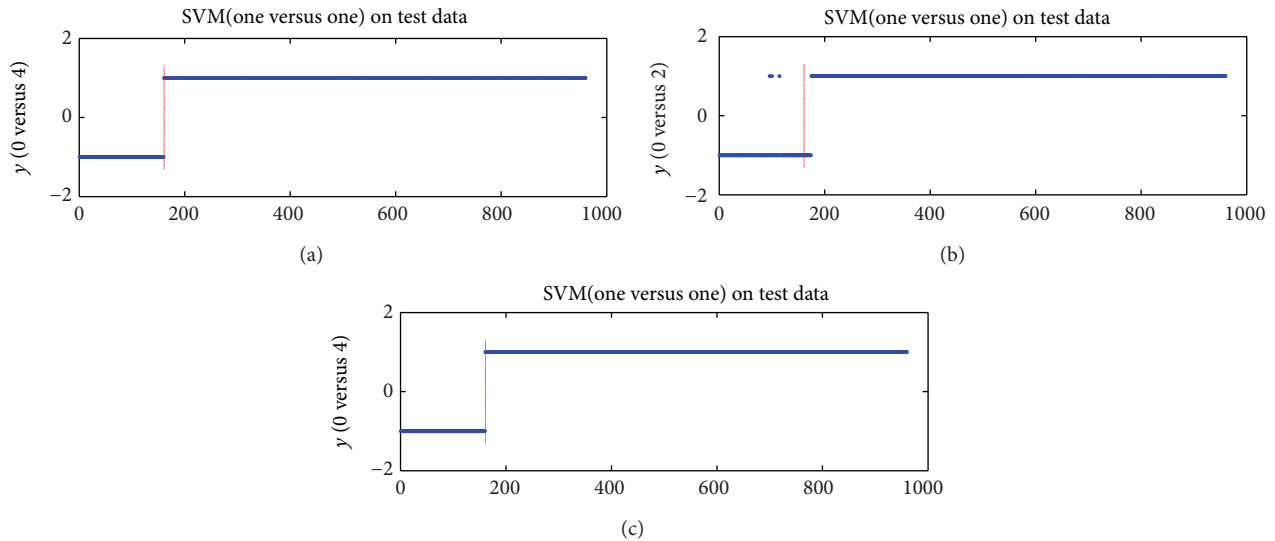 SVM(one versus one) on test data
2
0
−2
y (0 versus 4)
0 200 400 600 800 1000
(a)
SVM(one versus one) on test data
2
0
−2
y (0 versus 2)
0 200 400 600 800 1000
(b)
SVM(one versus one) on test data
2
0
−2
y (0 versus 4)
0 200 400 600 800 1000
(c)